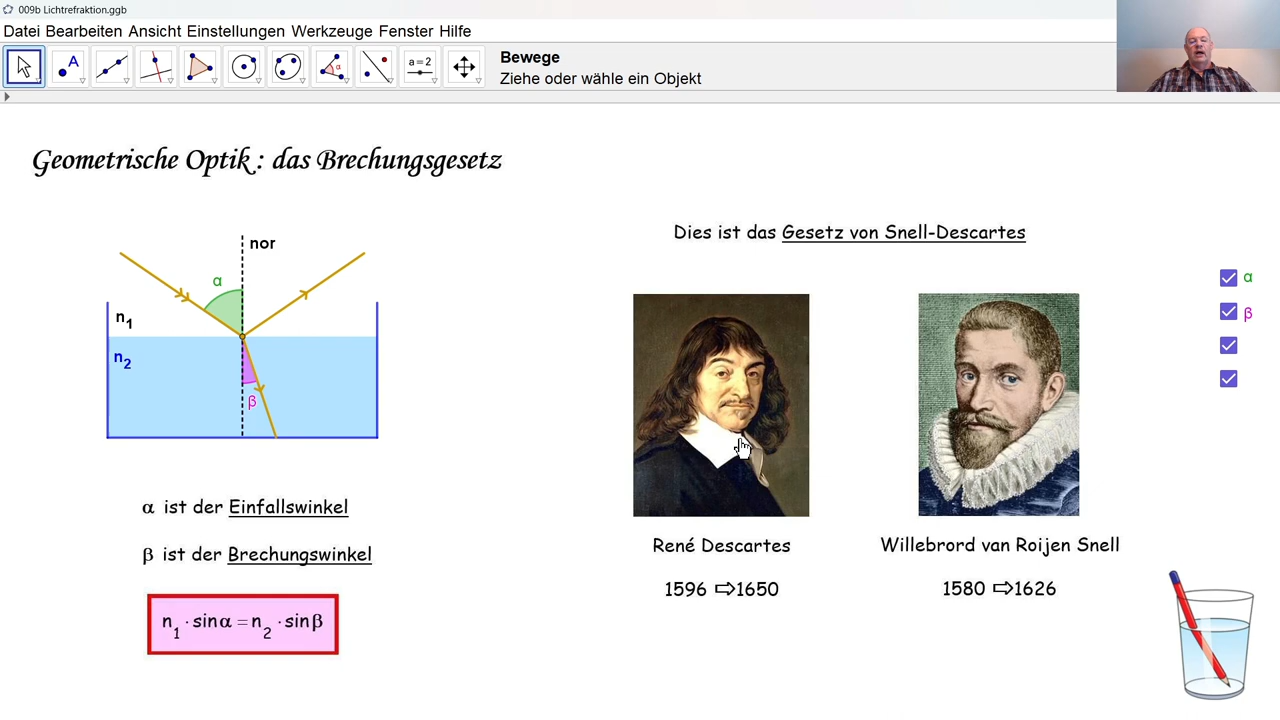 009b Lichtrefraktion.ggb
Datei Bearbeiten Ansicht Einstellungen Werkzeuge Fenster Hilfe
A
α
a=2
Bewege
Ziehe oder wähle ein Objekt
Geometrische Optik : das Brechungsgesetz
nor
α
n₁
n₂
β
α ist der Einfallswinkel
β ist der Brechungswinkel
n₁ · sinα = n₂ · sinβ
Dies ist das Gesetz von Snell-Descartes
René Descartes
1596 ⇨1650
Willebrord van Roijen Snell
1580 ⇨1626
α
β